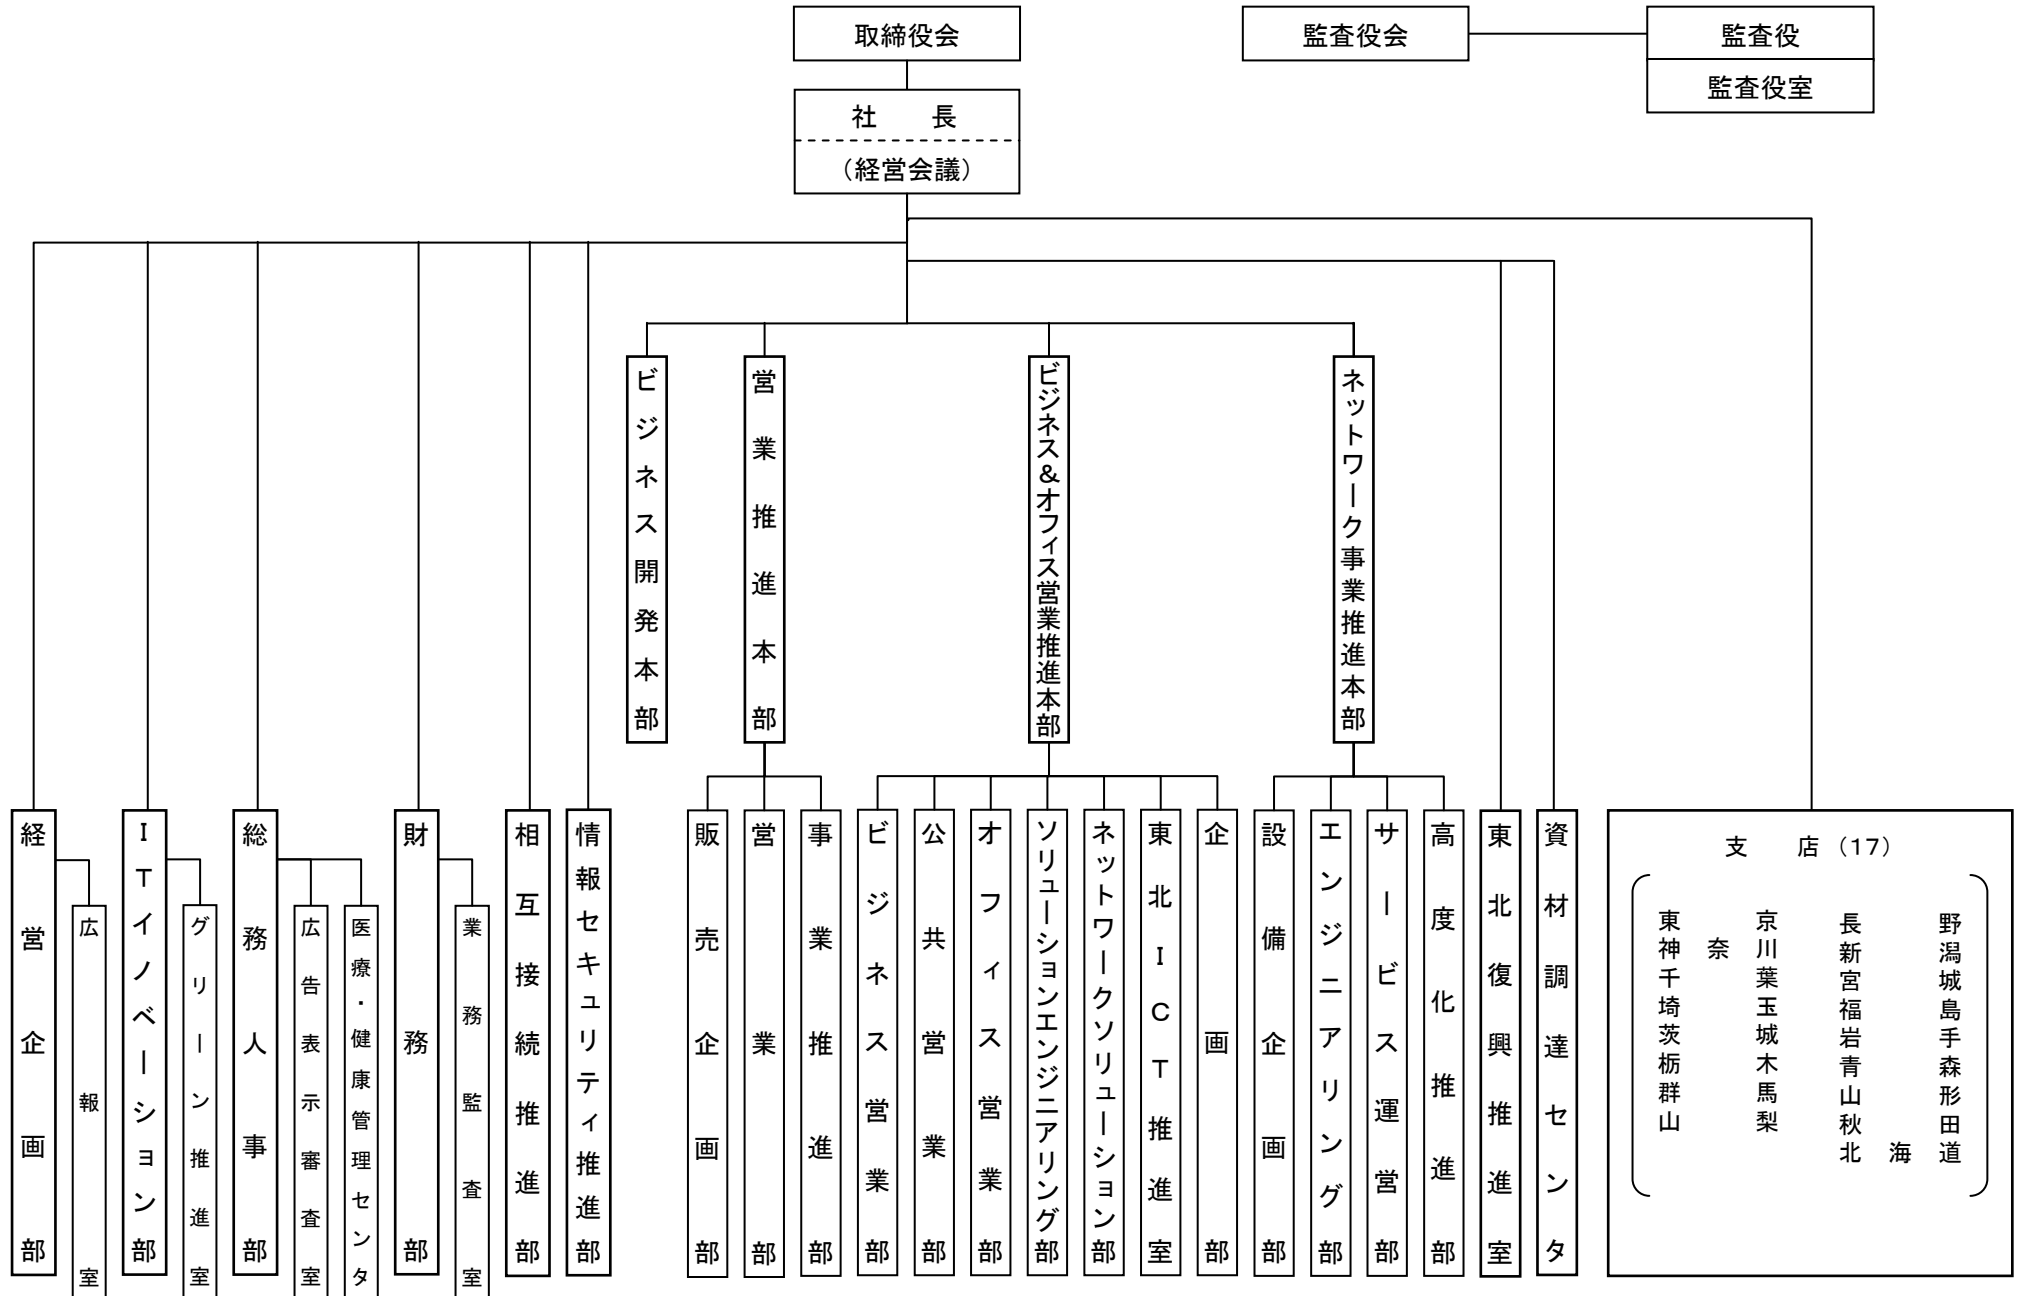 取締役会
監査役会
監査役
監査役室
社　長
（経営会議）
ビジネス開発本部
営業推進本部
ビジネス＆オフィス営業推進本部
ネットワーク事業推進本部
経営企画部
広報室
ＩＴイノベーション部
グリーン推進室
総務人事部
広告表示審査室
医療・健康管理センタ
財務部
業務監査室
相互接続推進部
情報セキュリティ推進部
販売企画部
営業部
事業推進部
ビジネス営業部
公共営業部
オフィス営業部
ソリューションエンジニアリング部
ネットワークソリューション部
東北ＩＣＴ推進室
企画部
設備企画部
エンジニアリング部
サービス運営部
高度化推進部
東北復興推進室
資材調達センタ
支　店（17）
東京
神奈川
千葉
埼玉
茨城
栃木
群馬
山梨
長野
新潟
宮城
福島
岩手
青森
山形
秋田
北海道